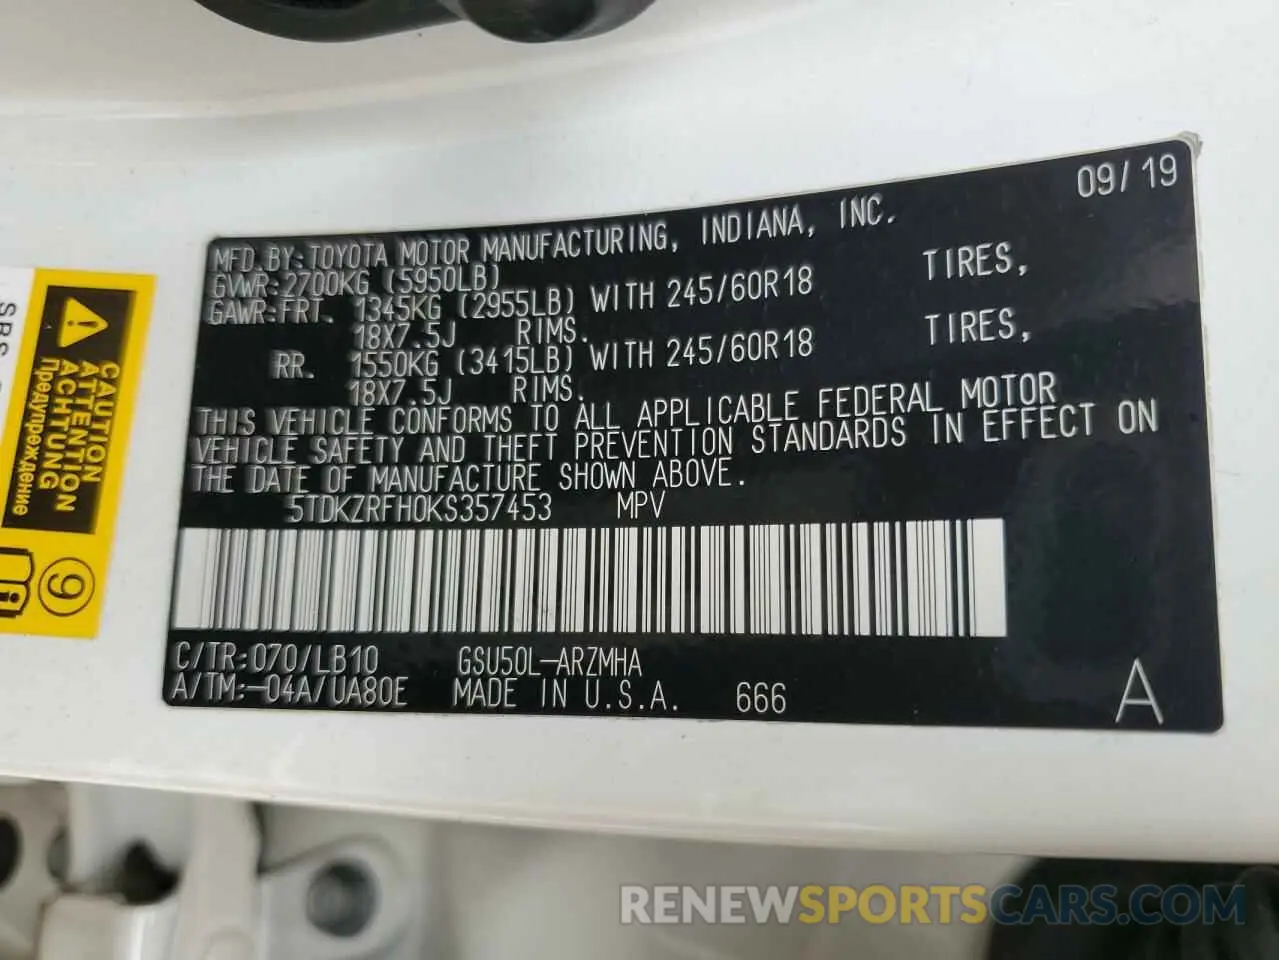 09/19
MFD.BY:TOYOTA MOTOR MANUFACTURING, INDIANA, INC.
GVWR:2700KG (5950LB)
GAWR:FRT. 1345KG (2955LB) WITH 245/60R18 TIRES,
18X7.5J RIMS.
RR. 1550KG (3415LB) WITH 245/60R18 TIRES,
18X7.5J RIMS.
THIS VEHICLE CONFORMS TO ALL APPLICABLE FEDERAL MOTOR
VEHICLE SAFETY AND THEFT PREVENTION STANDARDS IN EFFECT ON
THE DATE OF MANUFACTURE SHOWN ABOVE.
5TDKZRFH0KS357453 MPV
C/TR:070/LB10 GSU50L-ARZMHA
A/TM:-04A/UA80E MADE IN U.S.A. 666
A
CAUTION
ATTENTION
ACHTUNG
Предупреждение
9
SRS
RENEWSPORTSCARS.COM